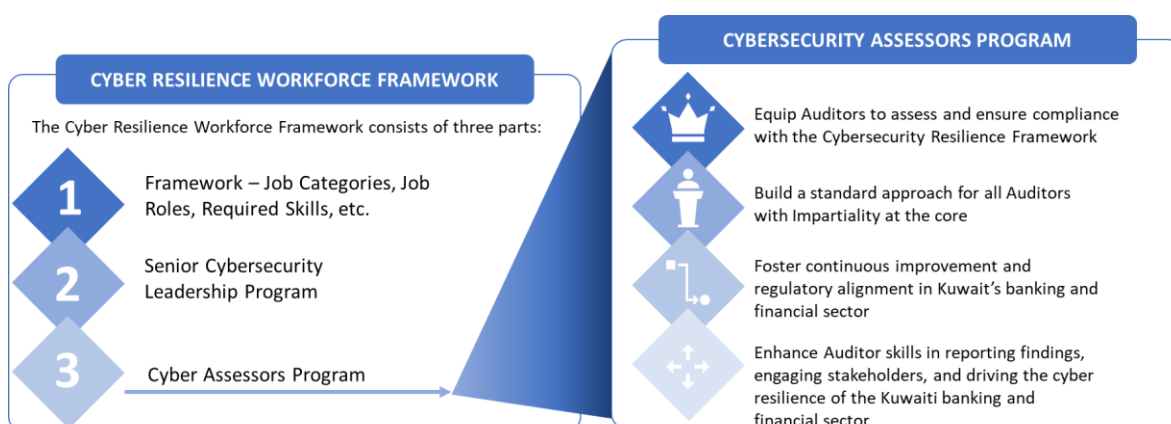 CYBER RESILIENCE WORKFORCE FRAMEWORK
The Cyber Resilience Workforce Framework consists of three parts:
1
Framework – Job Categories, Job
Roles, Required Skills, etc.
2
Senior Cybersecurity
Leadership Program
3
Cyber Assessors Program
CYBERSECURITY ASSESSORS PROGRAM
Equip Auditors to assess and ensure compliance
with the Cybersecurity Resilience Framework
Build a standard approach for all Auditors
with Impartiality at the core
Foster continuous improvement and
regulatory alignment in Kuwait’s banking and
financial sector
Enhance Auditor skills in reporting findings,
engaging stakeholders, and driving the cyber
resilience of the Kuwaiti banking and
financial sector